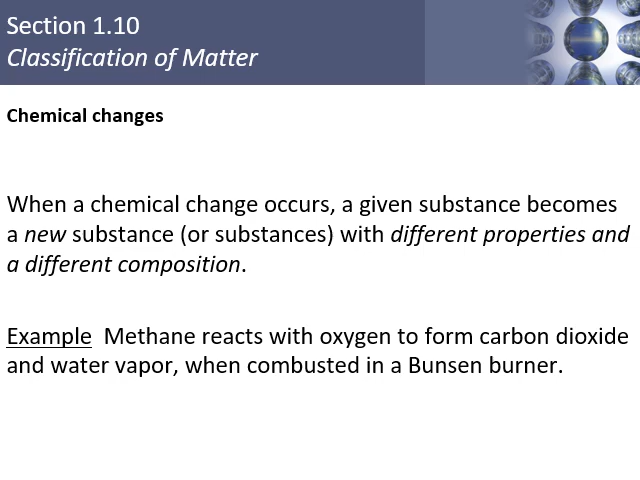 Section 1.10
Classification of Matter
Chemical changes
When a chemical change occurs, a given substance becomes
a new substance (or substances) with different properties and
a different composition.
Example  Methane reacts with oxygen to form carbon dioxide
and water vapor, when combusted in a Bunsen burner.